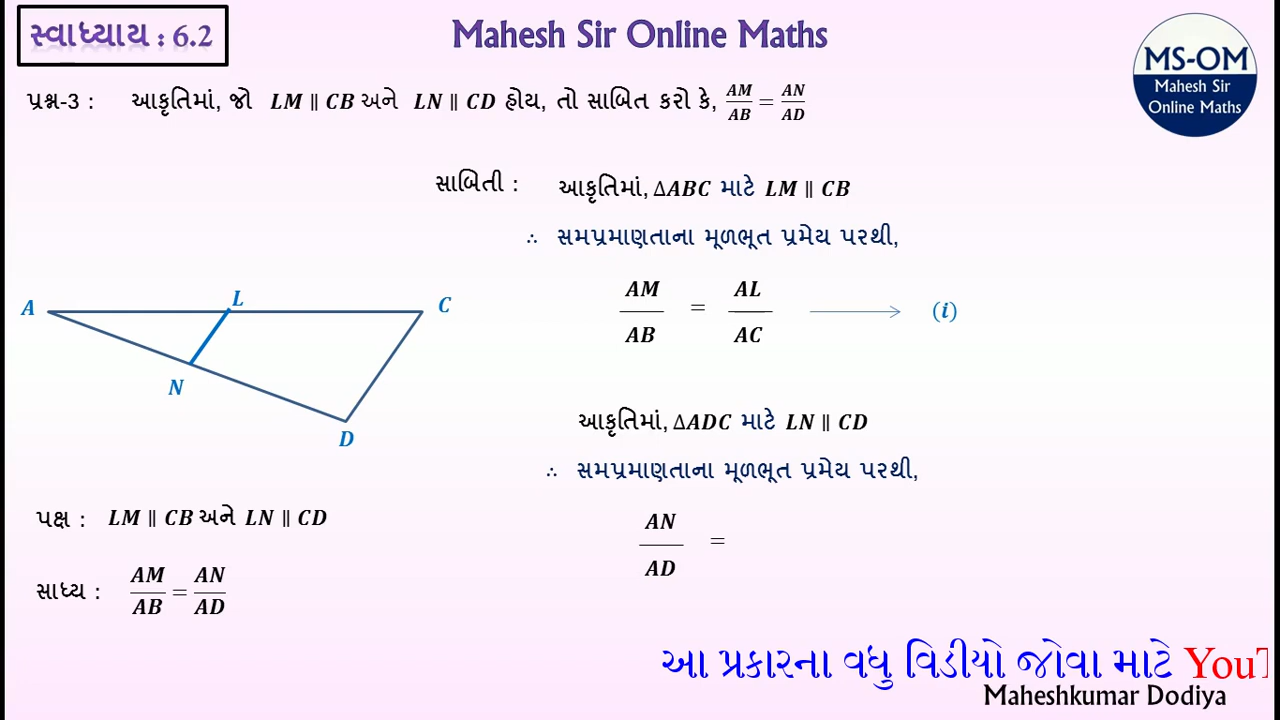 સ્વાધ્યાય : 6.2
Mahesh Sir Online Maths
MS-OM
Mahesh Sir
Online Maths
પ્રશ્ન-3 : આકૃતિમાં, જો LM ∥ CB અને LN ∥ CD હોય, તો સાબિત કરો કે, AM/AB = AN/AD
સાબિતી : આકૃતિમાં, ∆ABC માટે LM ∥ CB
∴ સમપ્રમાણતાના મૂળભૂત પ્રમેય પરથી,
AM/AB = AL/AC ⟶ (i)
A
L
C
N
D
આકૃતિમાં, ∆ADC માટે LN ∥ CD
∴ સમપ્રમાણતાના મૂળભૂત પ્રમેય પરથી,
AN/AD =
પક્ષ : LM ∥ CB અને LN ∥ CD
સાધ્ય : AM/AB = AN/AD
આ પ્રકારના વધુ વિડીયો જોવા માટે YouT
Maheshkumar Dodiya